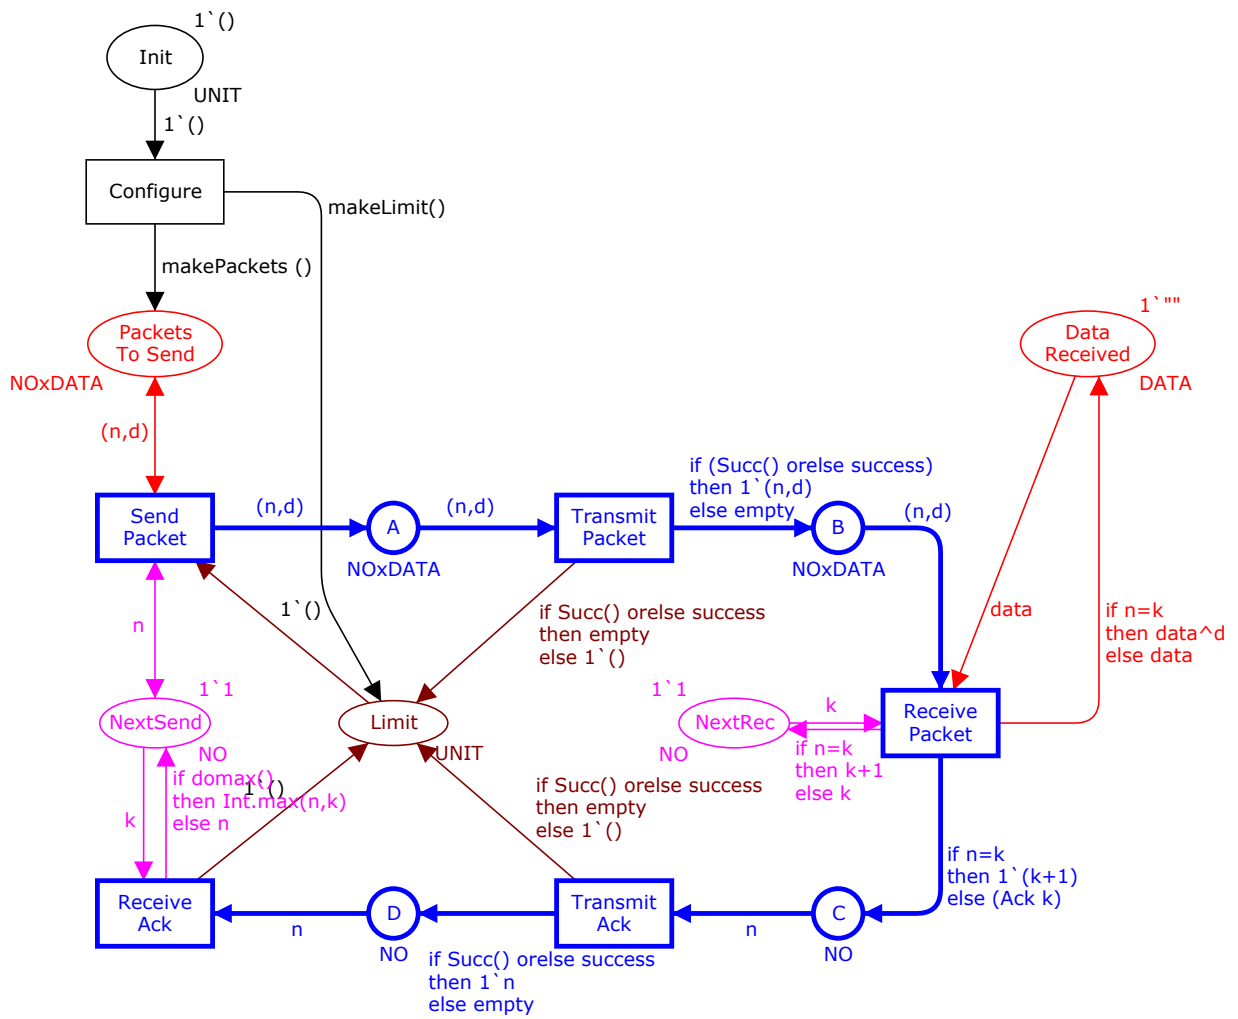 1`()
Init
UNIT
1`()
Configure
makeLimit()
makePackets ()
1`""
Packets
To Send
Data
Received
NOxDATA
DATA
(n,d)
if (Succ() orelse success)
then 1`(n,d)
else empty
(n,d)
(n,d)
(n,d)
Send
Packet
A
Transmit
Packet
B
NOxDATA
NOxDATA
1`()
if Succ() orelse success
then empty
else 1`()
data
if n=k
then data^d
else data
n
1`1
NextSend
NO
Limit
UNIT
1`1
NextRec
NO
k
if n=k
then k+1
else k
Receive
Packet
if domax()
then Int.max(n,k)
else n
1`()
k
if Succ() orelse success
then empty
else 1`()
if n=k
then 1`(k+1)
else (Ack k)
Receive
Ack
n
D
NO
Transmit
Ack
n
C
NO
if Succ() orelse success
then 1`n
else empty